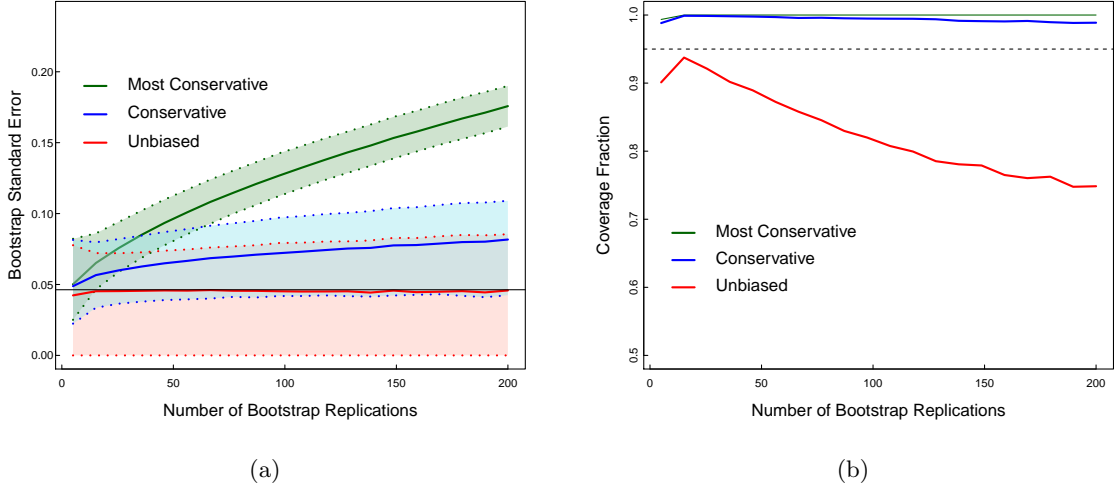 Bootstrap Standard Error
0.20
0.15
0.10
0.05
0.00
Most Conservative
Conservative
Unbiased
0
50
100
150
200
Number of Bootstrap Replications
(a)
Coverage Fraction
1.0
0.9
0.8
0.7
0.6
0.5
Most Conservative
Conservative
Unbiased
0
50
100
150
200
Number of Bootstrap Replications
(b)